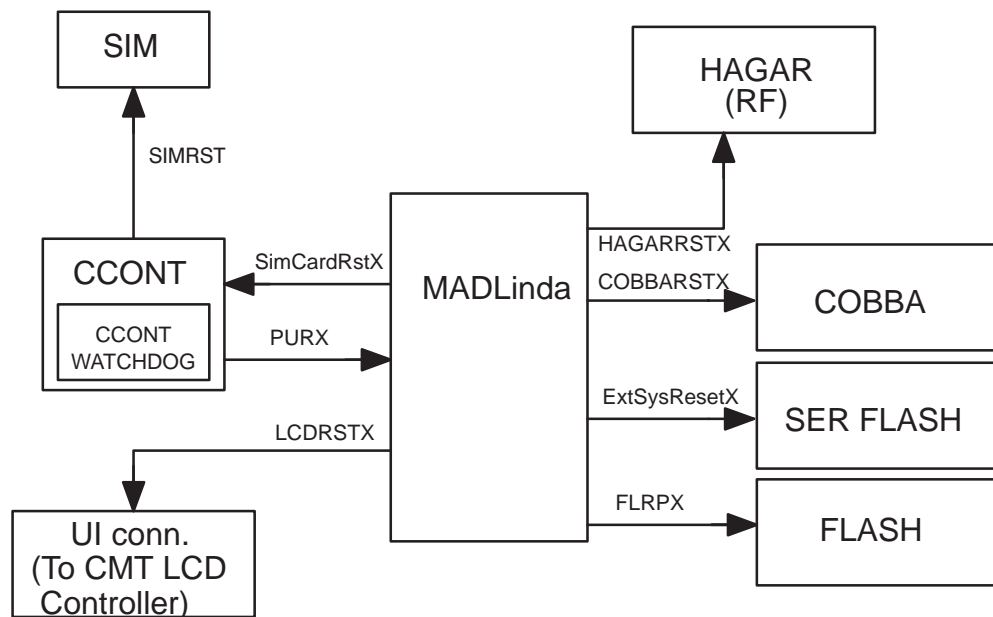 SIM
HAGAR
(RF)
SIMRST
HAGARRSTX
CCONT
SimCardRstX
MADLinda
COBBARSTX
COBBA
CCONT
WATCHDOG
PURX
ExtSysResetX
SER FLASH
LCDRSTX
FLRPX
FLASH
UI conn.
(To CMT LCD
Controller)